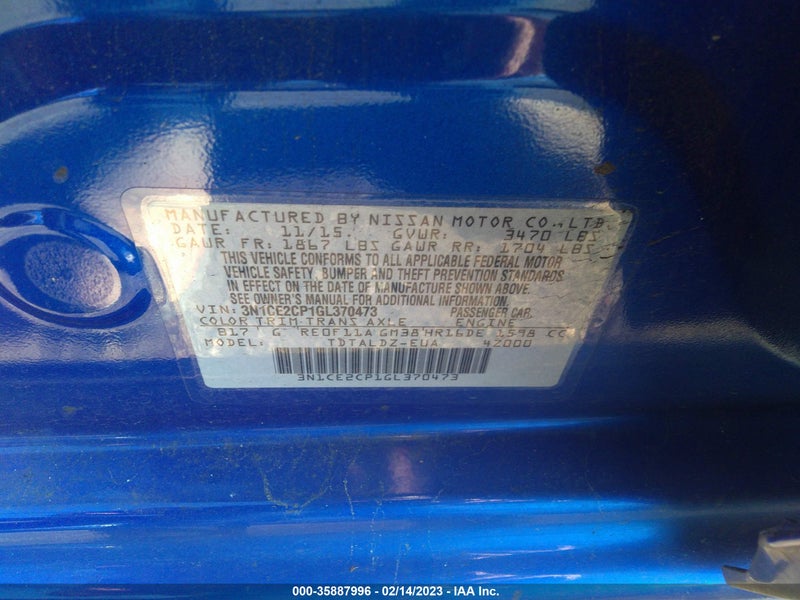 MANUFACTURED BY NISSAN MOTOR CO., LTD.
DATE: 11/15 GVWR: 3470 LBS
GAWR FR: 1867 LBS GAWR RR: 1704 LBS
THIS VEHICLE CONFORMS TO ALL APPLICABLE FEDERAL MOTOR
VEHICLE SAFETY, BUMPER AND THEFT PREVENTION STANDARDS
IN EFFECT ON THE DATE OF MANUFACTURE SHOWN ABOVE.
SEE OWNER'S MANUAL FOR ADDITIONAL INFORMATION.
VIN: 3N1CE2CP1GL370473 PASSENGER CAR
COLOR TRIM TRANS AXLE ENGINE
B17 G RE0F11A GM38 HR16DE 1598 CC
MODEL: TDTALDZ-EUA 4Z000
3N1CE2CP1GL370473
000-35887996 - 02/14/2023 - IAA Inc.